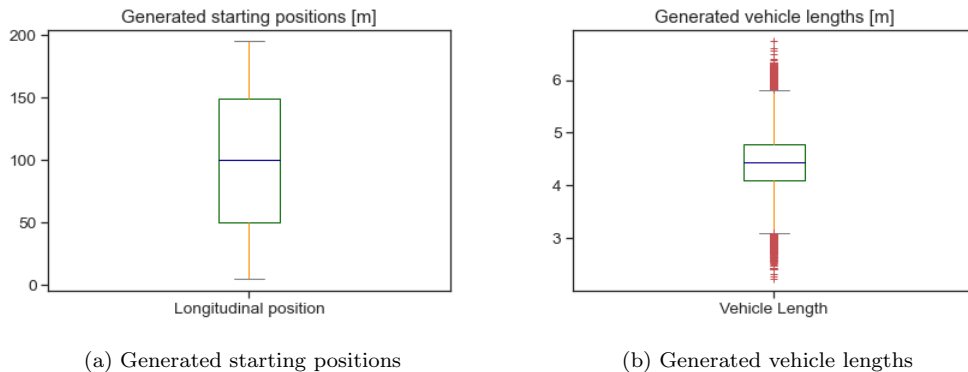 Generated starting positions [m]
200
150
100
50
0
Longitudinal position
(a) Generated starting positions
Generated vehicle lengths [m]
6
5
4
3
Vehicle Length
(b) Generated vehicle lengths